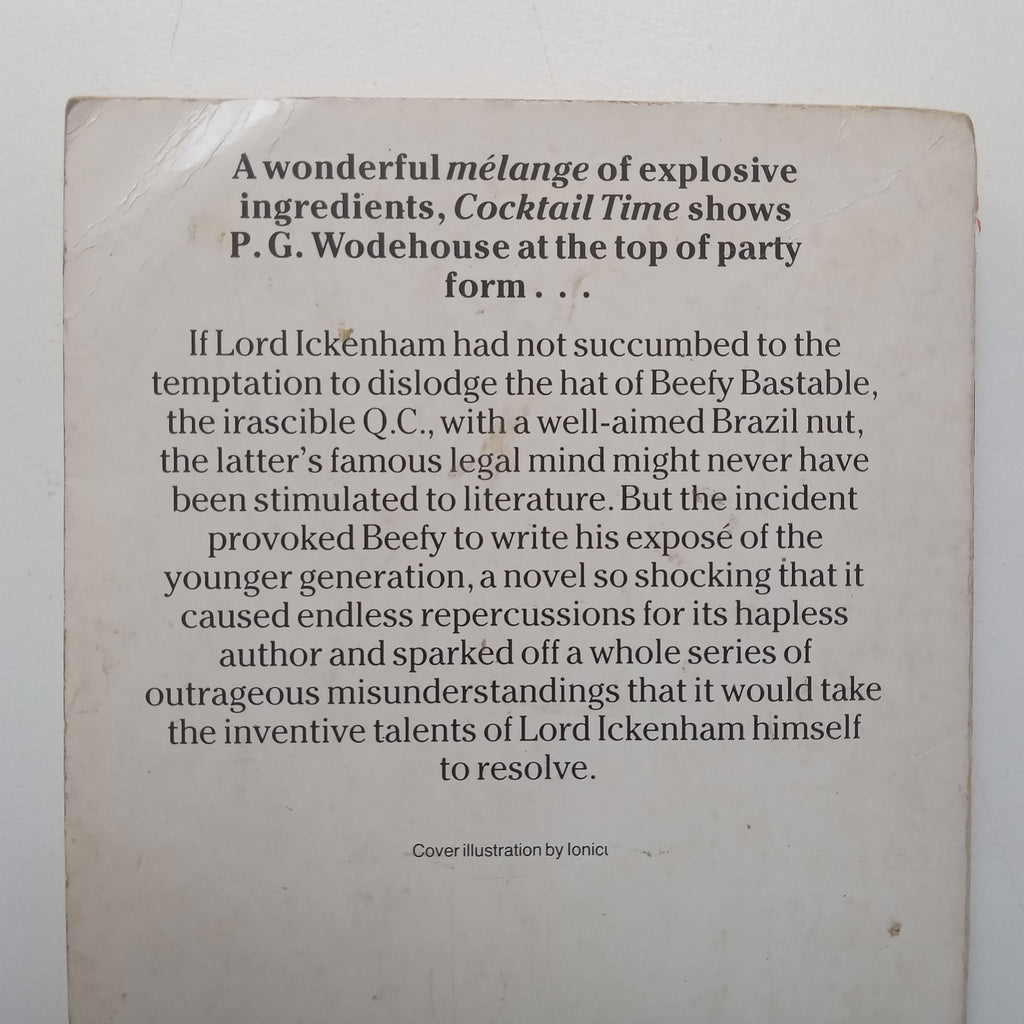 A wonderful mélange of explosive
ingredients, Cocktail Time shows
P. G. Wodehouse at the top of party
form . . .
If Lord Ickenham had not succumbed to the
temptation to dislodge the hat of Beefy Bastable,
the irascible Q.C., with a well-aimed Brazil nut,
the latter's famous legal mind might never have
been stimulated to literature. But the incident
provoked Beefy to write his exposé of the
younger generation, a novel so shocking that it
caused endless repercussions for its hapless
author and sparked off a whole series of
outrageous misunderstandings that it would take
the inventive talents of Lord Ickenham himself
to resolve.
Cover illustration by